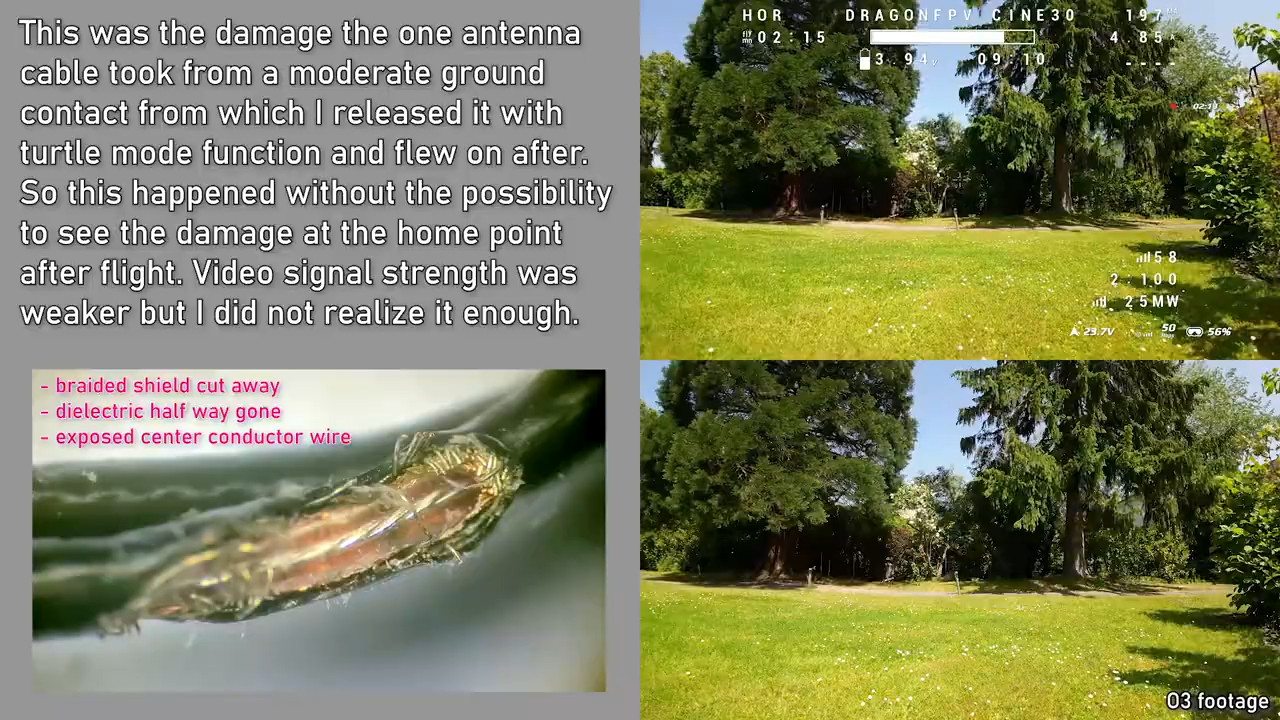 This was the damage the one antenna
cable took from a moderate ground
contact from which I released it with
turtle mode function and flew on after.
So this happened without the possibility
to see the damage at the home point
after flight. Video signal strength was
weaker but I did not realize it enough.
- braided shield cut away
- dielectric half way gone
- exposed center conductor wire
HOR DRAGONFPV CINE30 197
02:15 4.85
3.94v 09:10 ----
58
2 100
25MW
23.7V 50 Mbps 56%
O3 footage